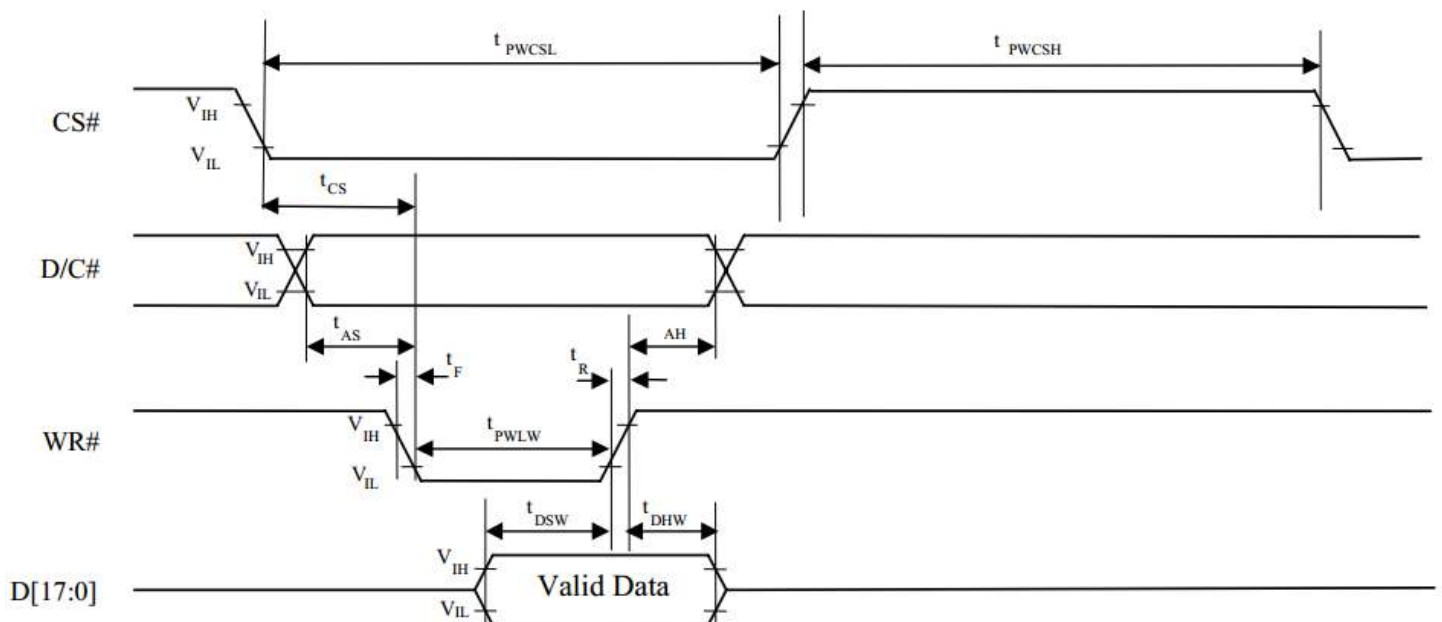 t PWCSL
t PWCSH
CS#
VIH
VIL
tCS
D/C#
VIH
VIL
tAS
AH
tF
tR
WR#
VIH
VIL
tPWLW
tDSW
tDHW
D[17:0]
VIH
VIL
Valid Data